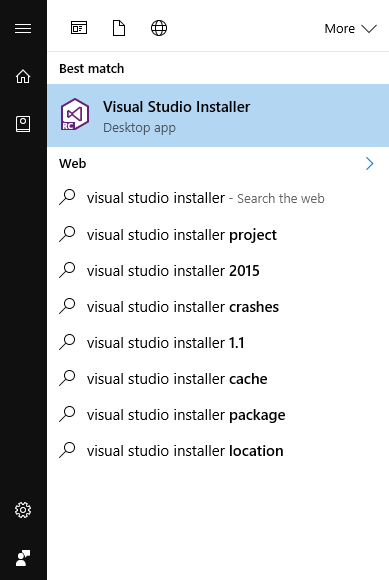 More
Best match
Visual Studio Installer
RC
Desktop app
Web
visual studio installer - Search the web
visual studio installer project
visual studio installer 2015
visual studio installer crashes
visual studio installer 1.1
visual studio installer cache
visual studio installer package
visual studio installer location